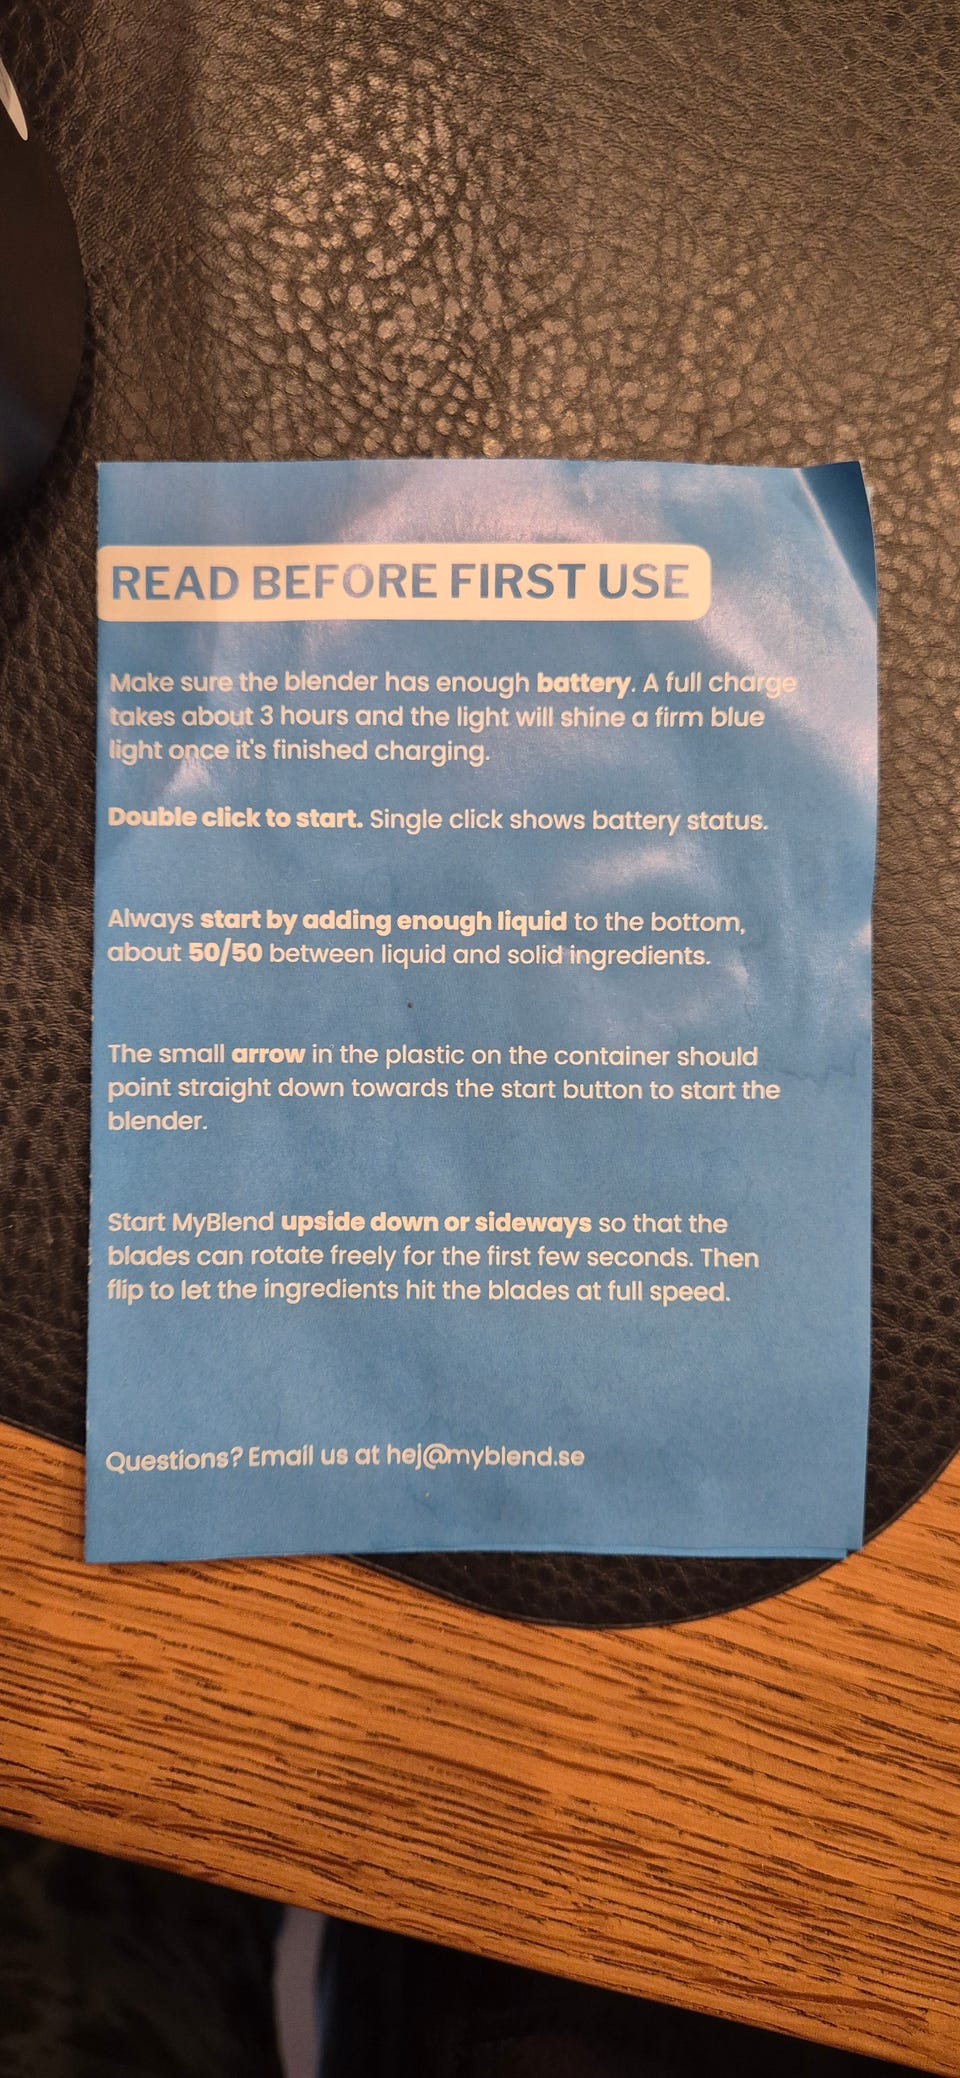 READ BEFORE FIRST USE
Make sure the blender has enough battery. A full charge
takes about 3 hours and the light will shine a firm blue
light once it's finished charging.
Double click to start. Single click shows battery status.
Always start by adding enough liquid to the bottom,
about 50/50 between liquid and solid ingredients.
The small arrow in the plastic on the container should
point straight down towards the start button to start the
blender.
Start MyBlend upside down or sideways so that the
blades can rotate freely for the first few seconds. Then
flip to let the ingredients hit the blades at full speed.
Questions? Email us at hej@myblend.se